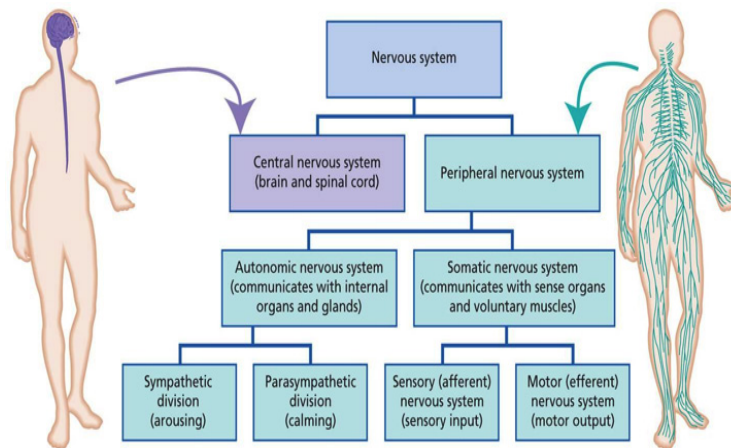 Nervous system
Central nervous system
(brain and spinal cord)
Peripheral nervous system
Autonomic nervous system
(communicates with internal
organs and glands)
Somatic nervous system
(communicates with sense organs
and voluntary muscles)
Sympathetic
division
(arousing)
Parasympathetic
division
(calming)
Sensory (afferent)
nervous system
(sensory input)
Motor (efferent)
nervous system
(motor output)